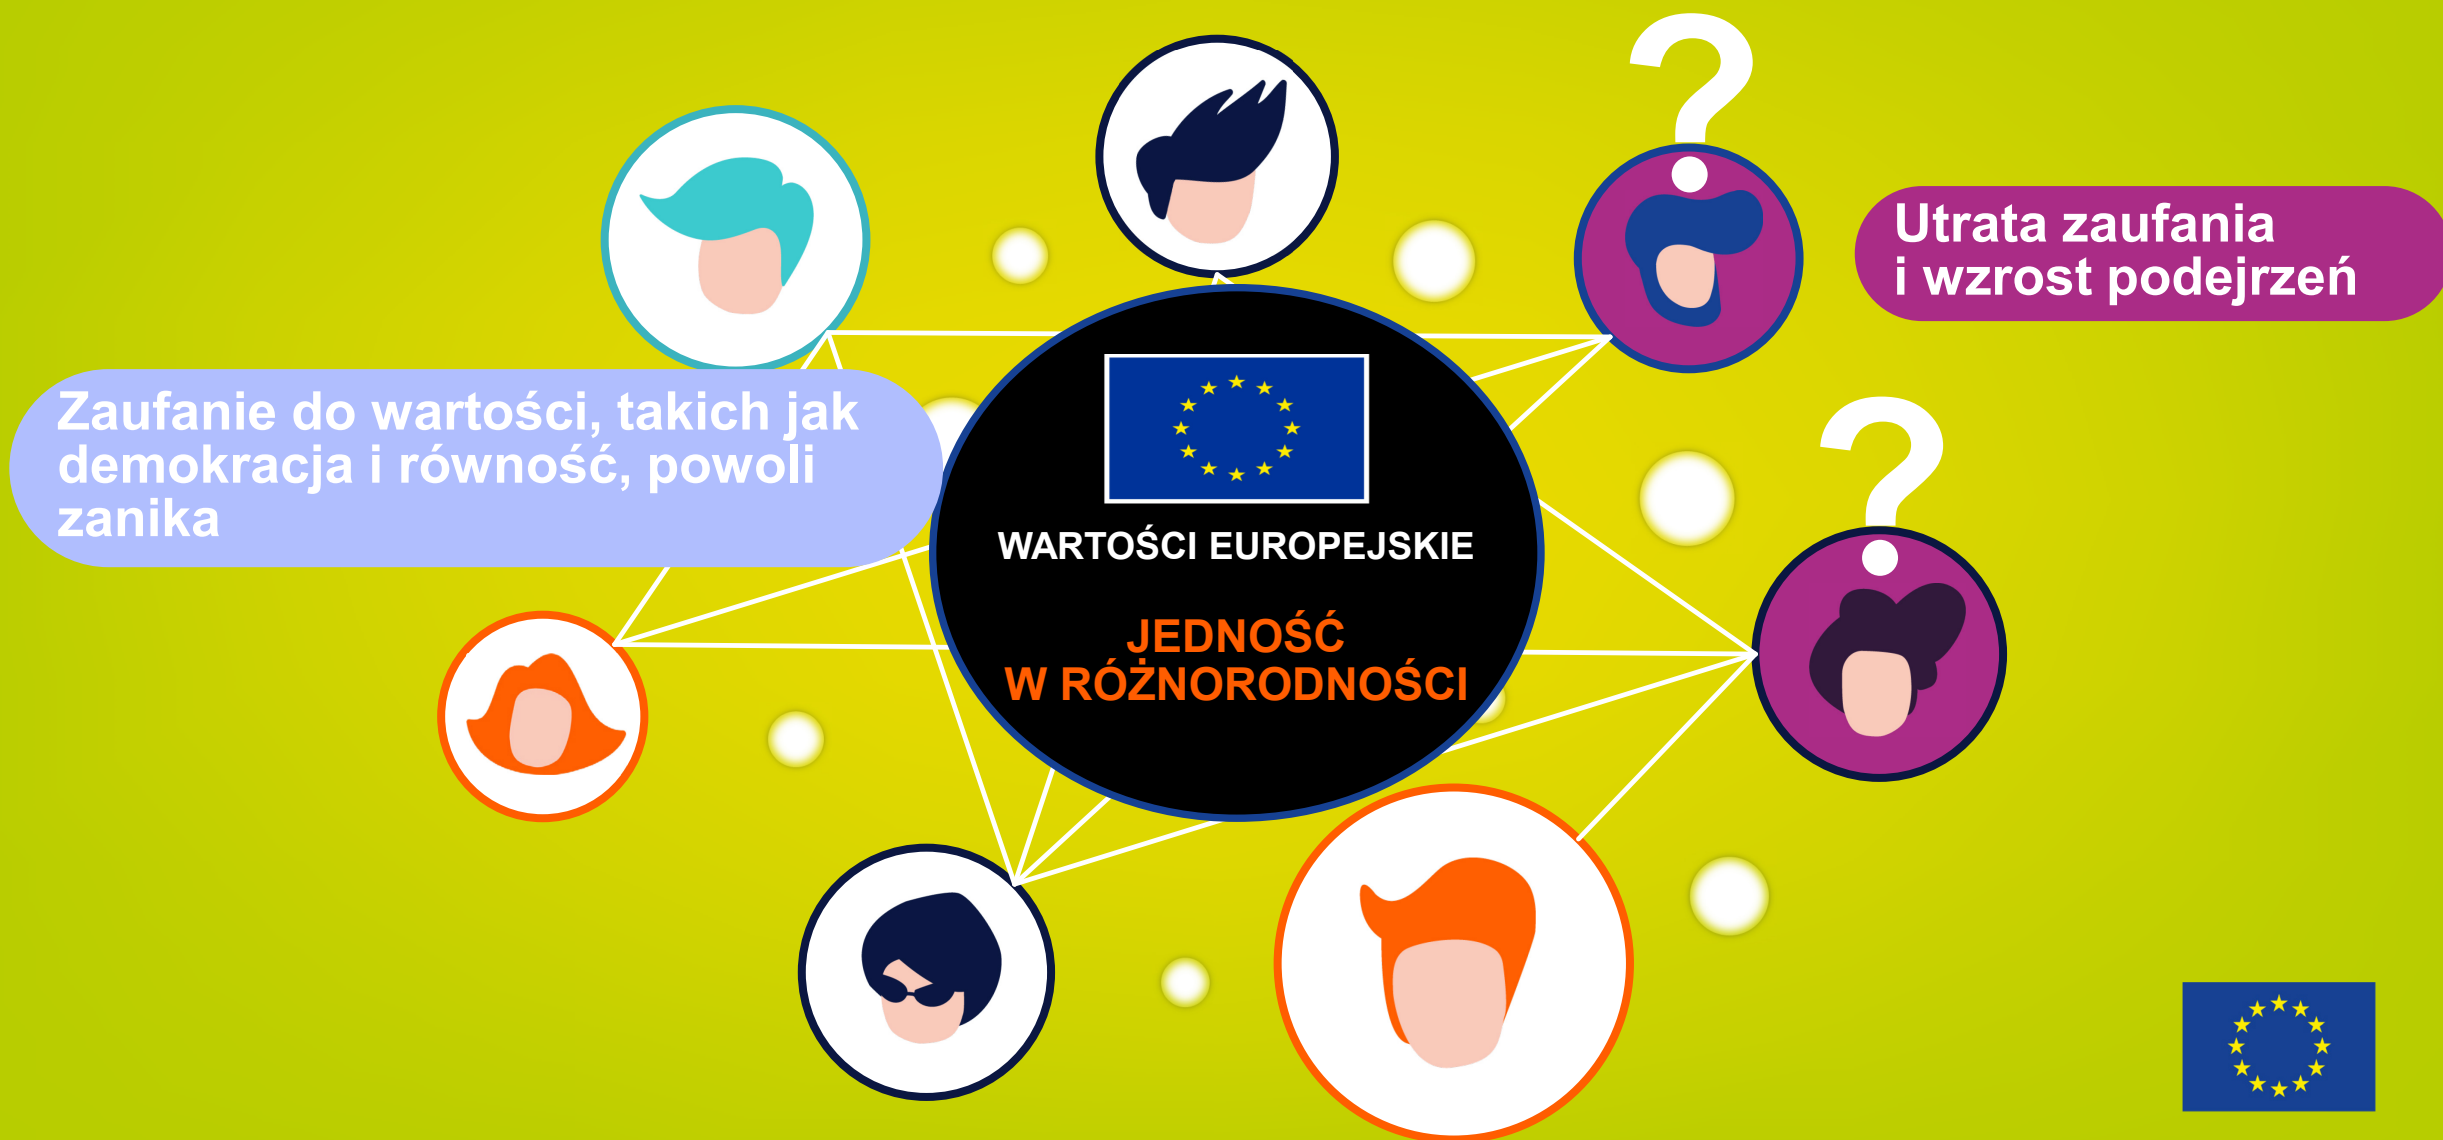 ?
Utrata zaufania
i wzrost podejrzeń
Zaufanie do wartości, takich jak
demokracja i równość, powoli
zanika
?
WARTOŚCI EUROPEJSKIE
JEDNOŚĆ
W RÓŻNORODNOŚCI